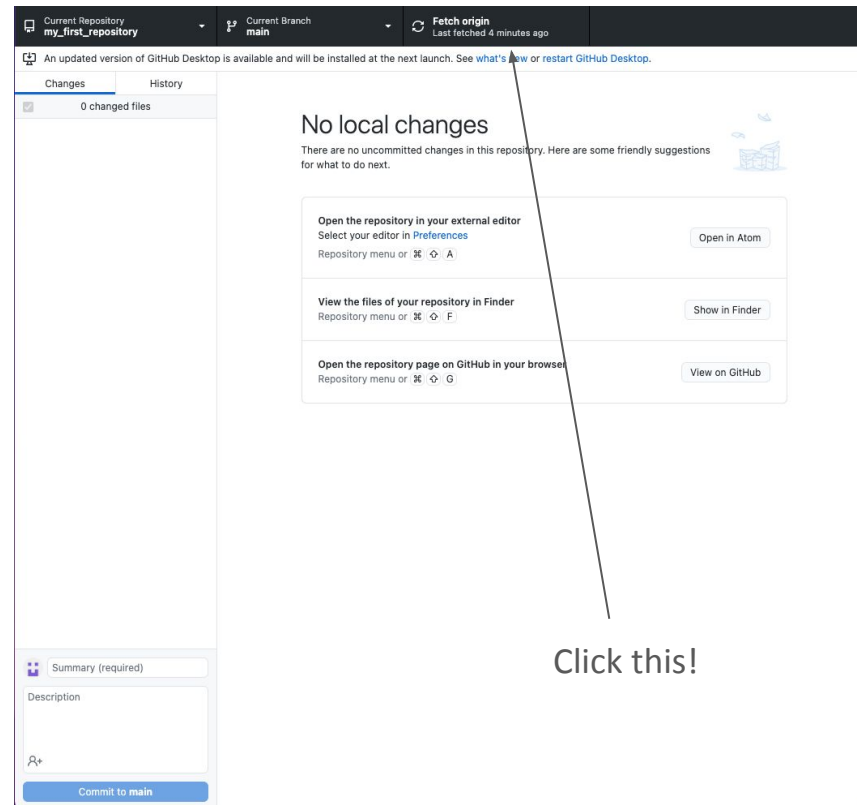 Current Repository
my_first_repository
Current Branch
main
Fetch origin
Last fetched 4 minutes ago
An updated version of GitHub Desktop is available and will be installed at the next launch. See what's new or restart GitHub Desktop.
Changes
History
0 changed files
No local changes
There are no uncommitted changes in this repository. Here are some friendly suggestions
for what to do next.
Open the repository in your external editor
Select your editor in Preferences
Repository menu or ⌘ ⇧ A
Open in Atom
View the files of your repository in Finder
Repository menu or ⌘ ⇧ F
Show in Finder
Open the repository page on GitHub in your browser
Repository menu or ⌘ ⇧ G
View on GitHub
Click this!
Summary (required)
Description
Commit to main